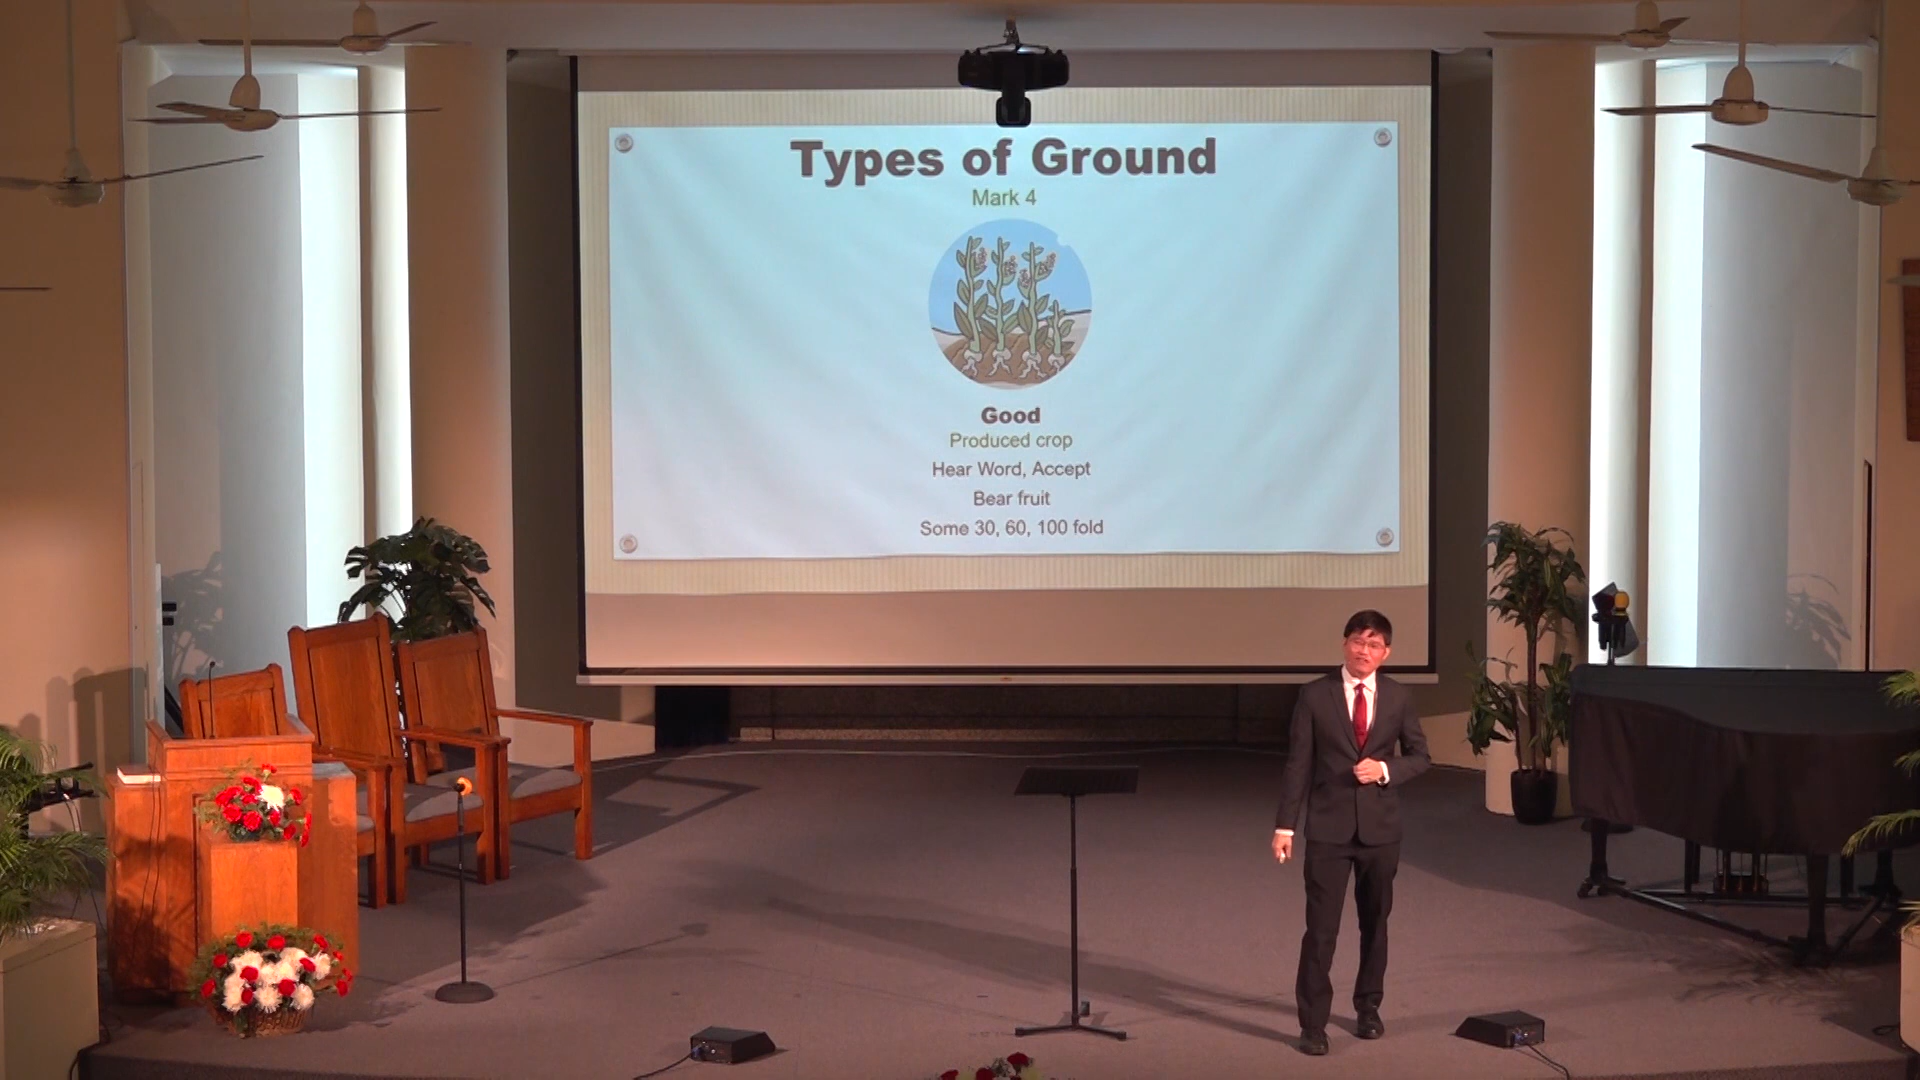 Types of Ground
Mark 4
Good
Produced crop
Hear Word, Accept
Bear fruit
Some 30, 60, 100 fold